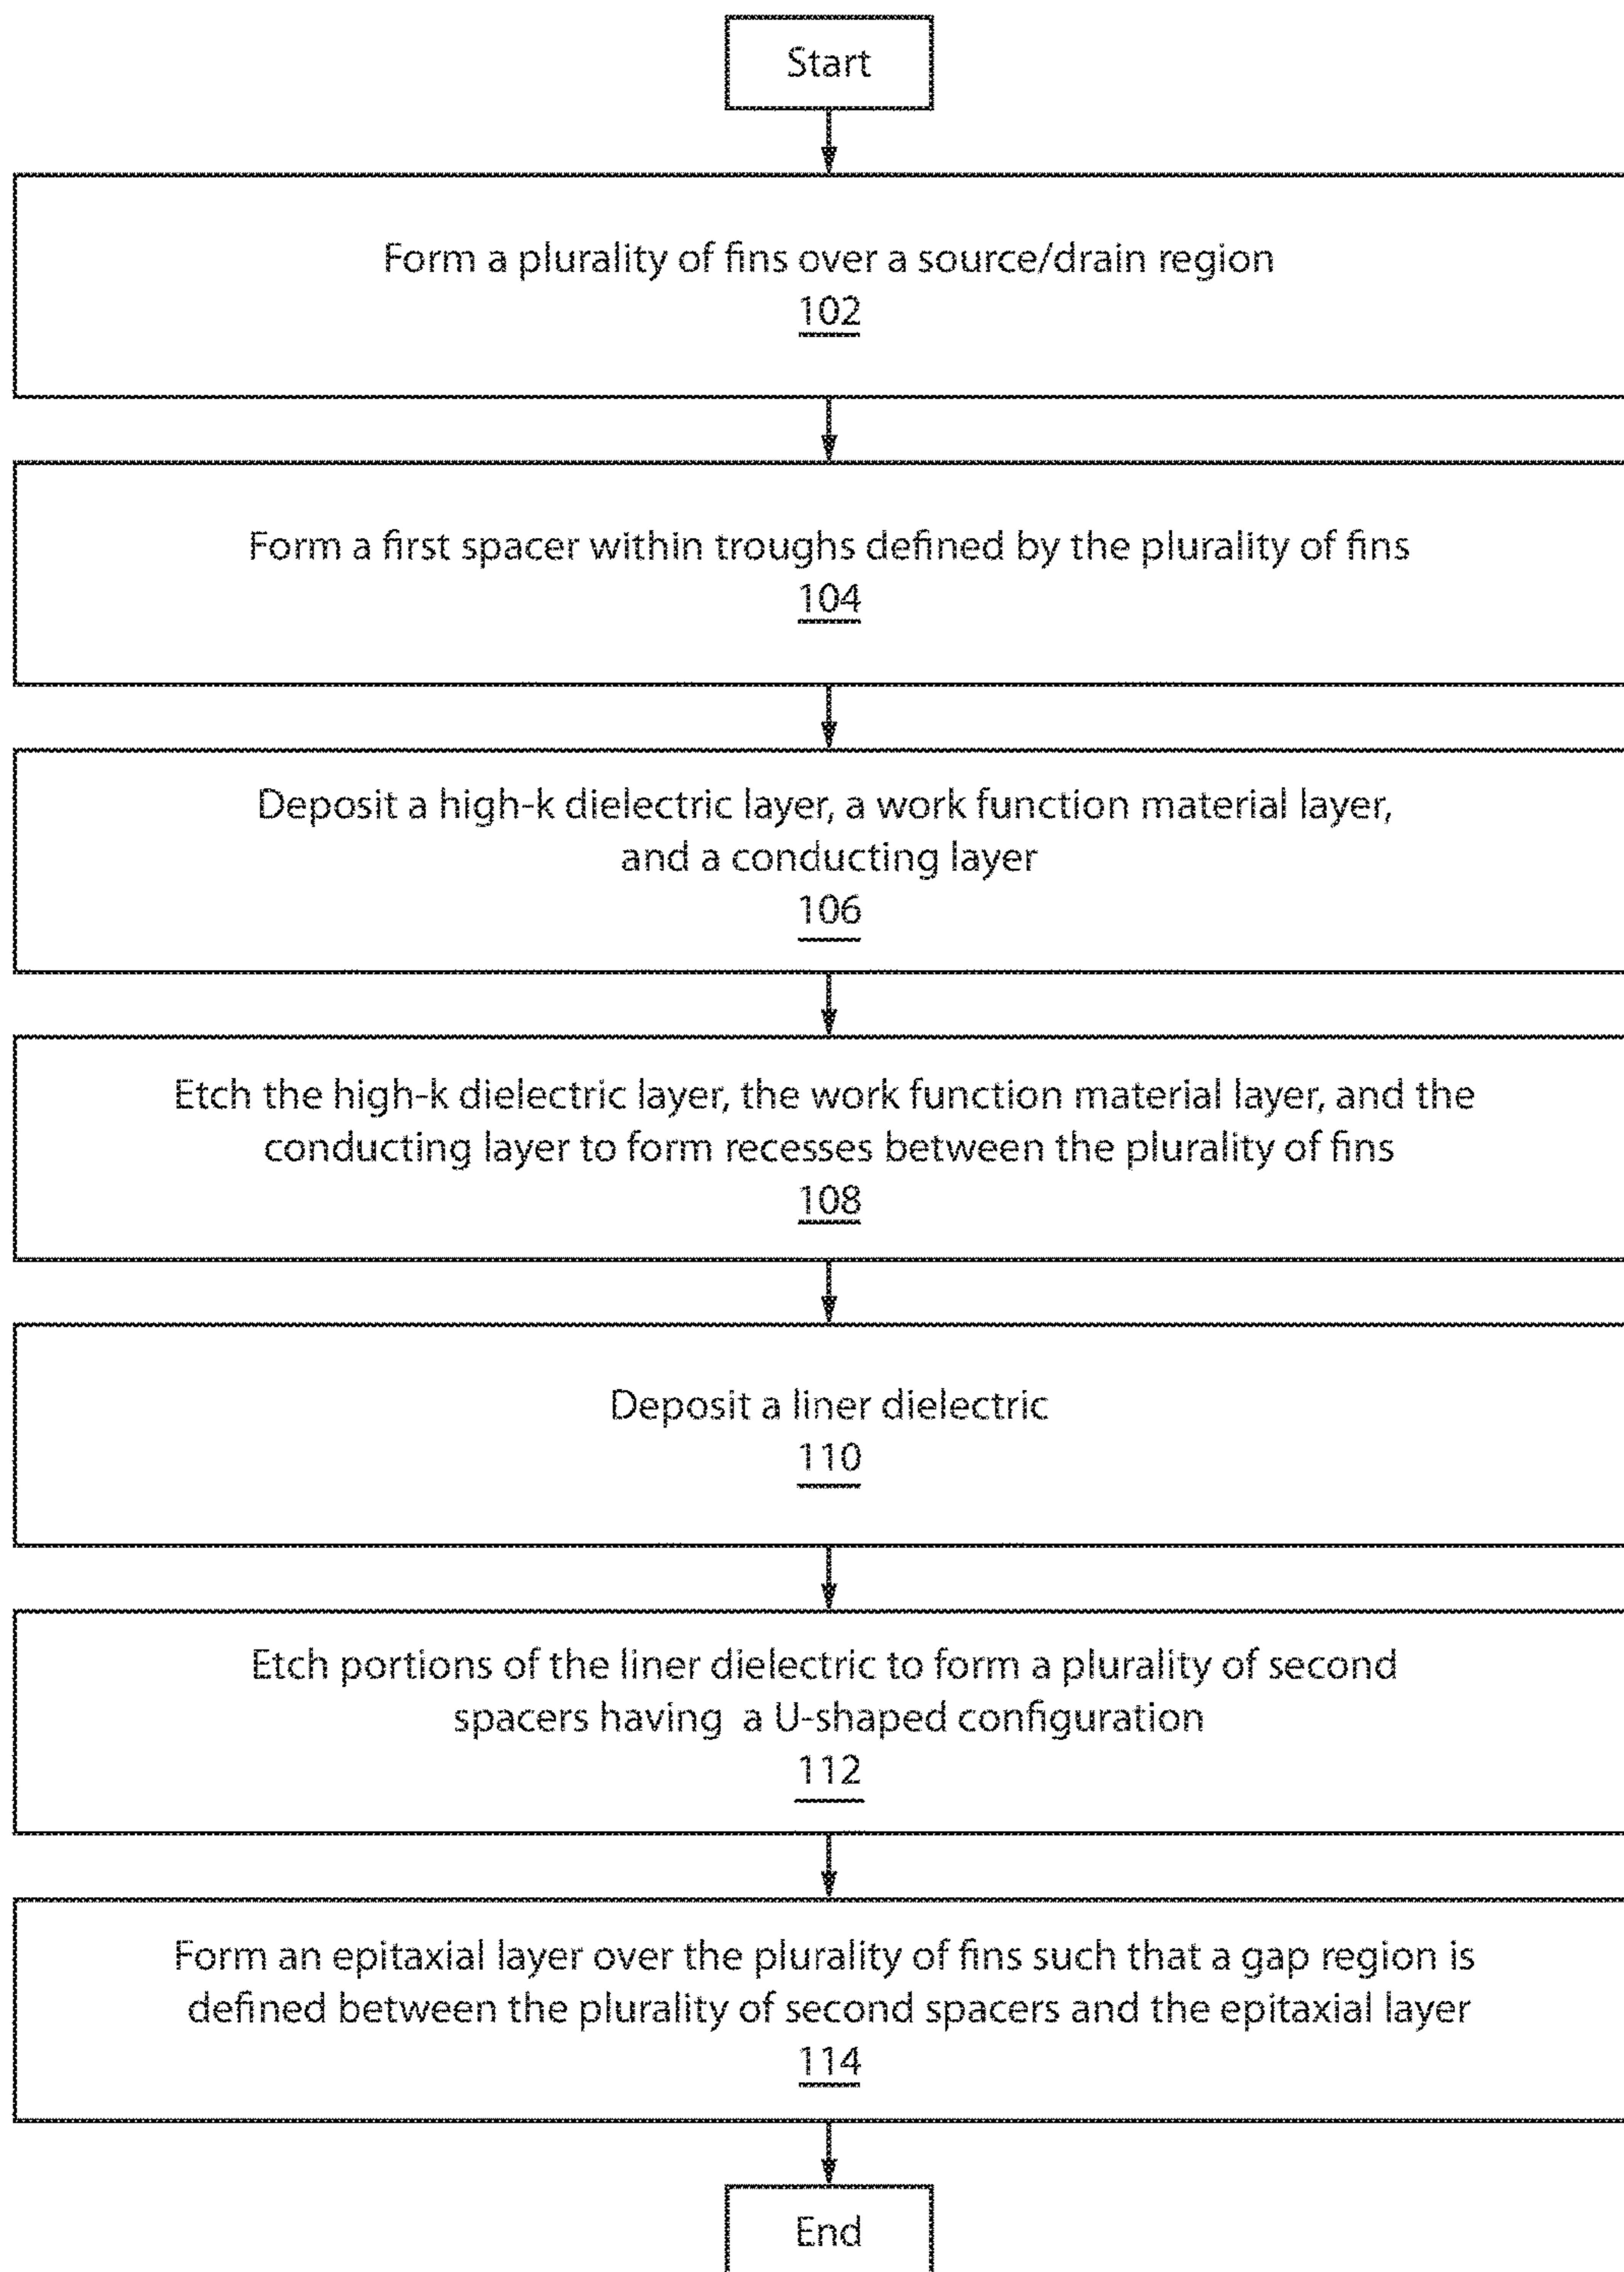 Start
Form a plurality of fins over a source/drain region
102
Form a first spacer within troughs defined by the plurality of fins
104
Deposit a high-k dielectric layer, a work function material layer,
and a conducting layer
106
Etch the high-k dielectric layer, the work function material layer, and the
conducting layer to form recesses between the plurality of fins
108
Deposit a liner dielectric
110
Etch portions of the liner dielectric to form a plurality of second
spacers having a U-shaped configuration
112
Form an epitaxial layer over the plurality of fins such that a gap region is
defined between the plurality of second spacers and the epitaxial layer
114
End